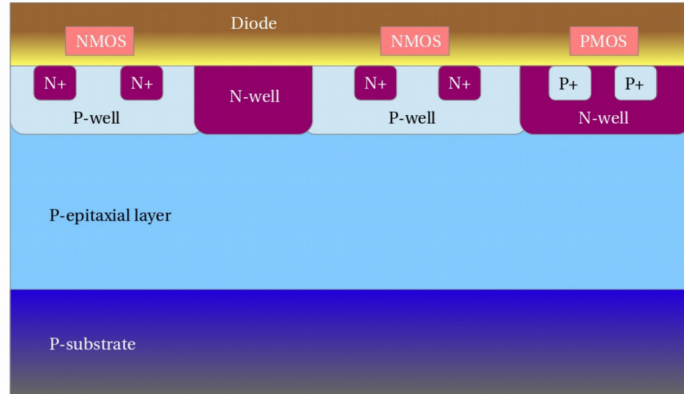 Diode
NMOS NMOS PMOS
N+ N+ N-well N+ N+ P+ P+
P-well P-well N-well
P-epitaxial layer
P-substrate